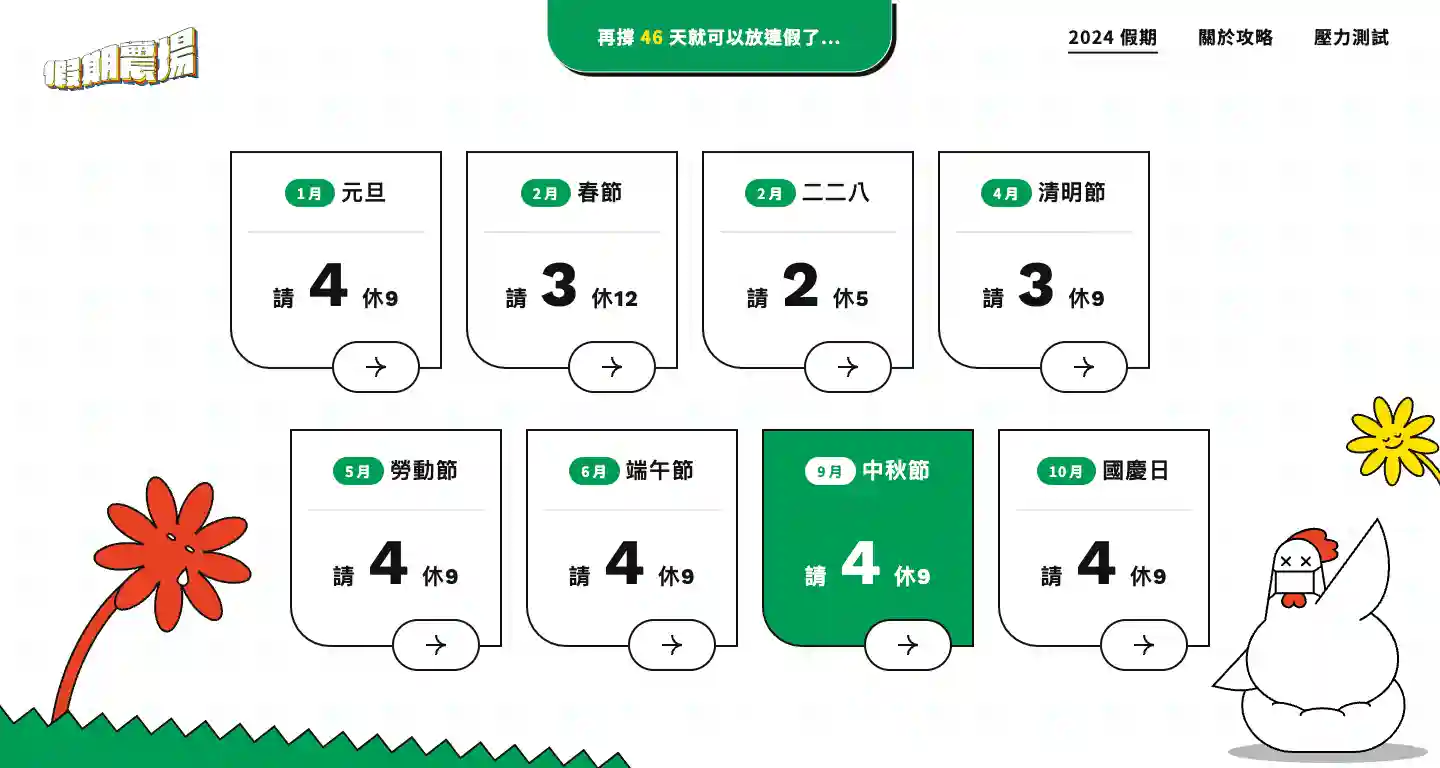 假期農場
再撐 46 天就可以放連假了...
2024 假期
關於攻略
壓力測試
1月 元旦
請 4 休9
2月 春節
請 3 休12
2月 二二八
請 2 休5
4月 清明節
請 3 休9
5月 勞動節
請 4 休9
6月 端午節
請 4 休9
9月 中秋節
請 4 休9
10月 國慶日
請 4 休9